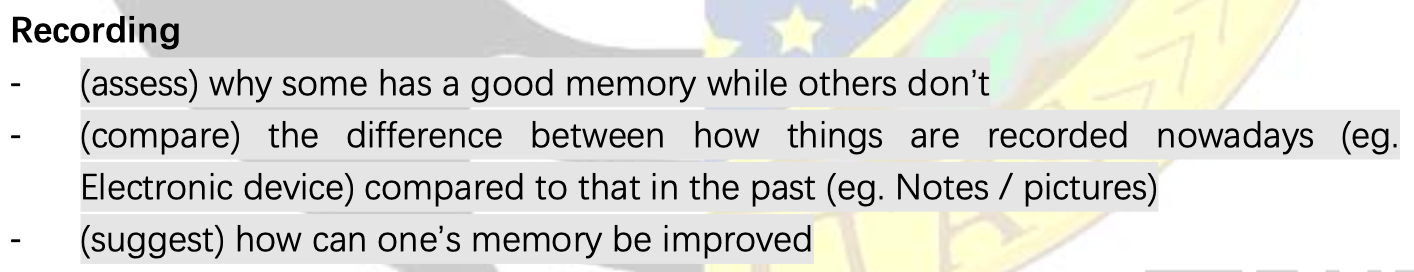 Recording
- (assess) why some has a good memory while others don't
- (compare) the difference between how things are recorded nowadays (eg.
Electronic device) compared to that in the past (eg. Notes / pictures)
- (suggest) how can one's memory be improved